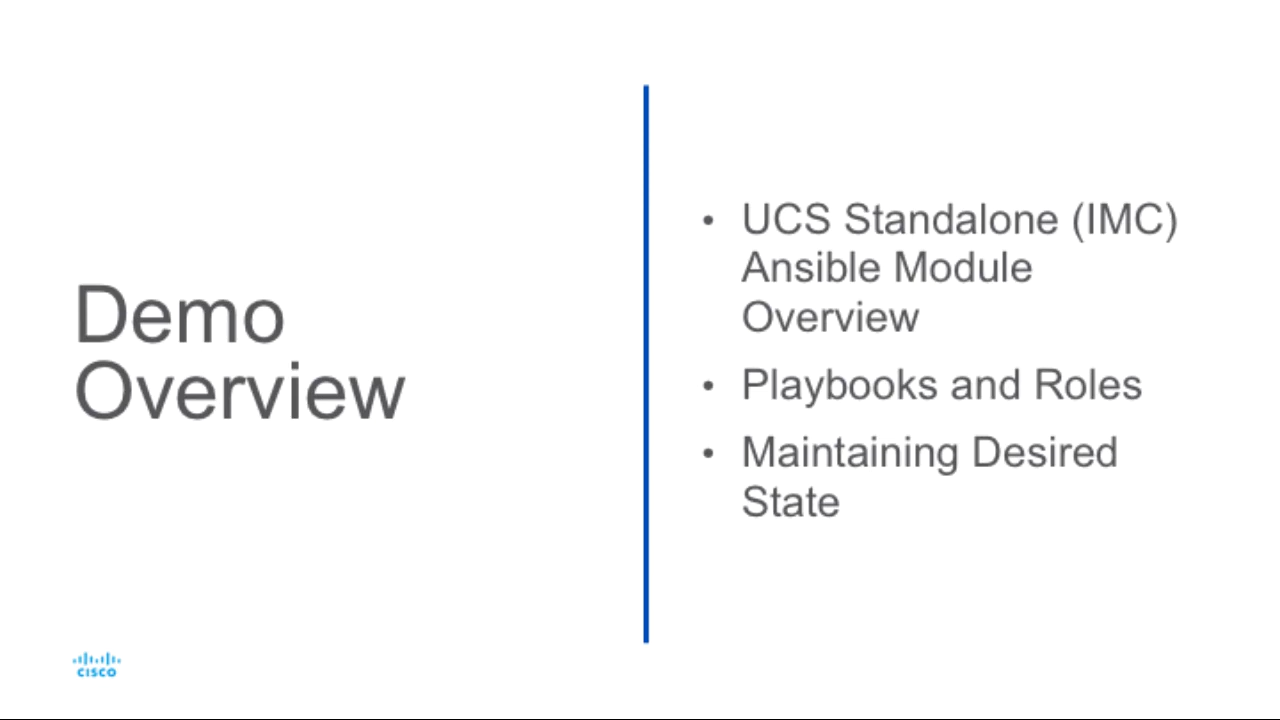 Demo
Overview
• UCS Standalone (IMC)
Ansible Module
Overview
• Playbooks and Roles
• Maintaining Desired
State
CISCO